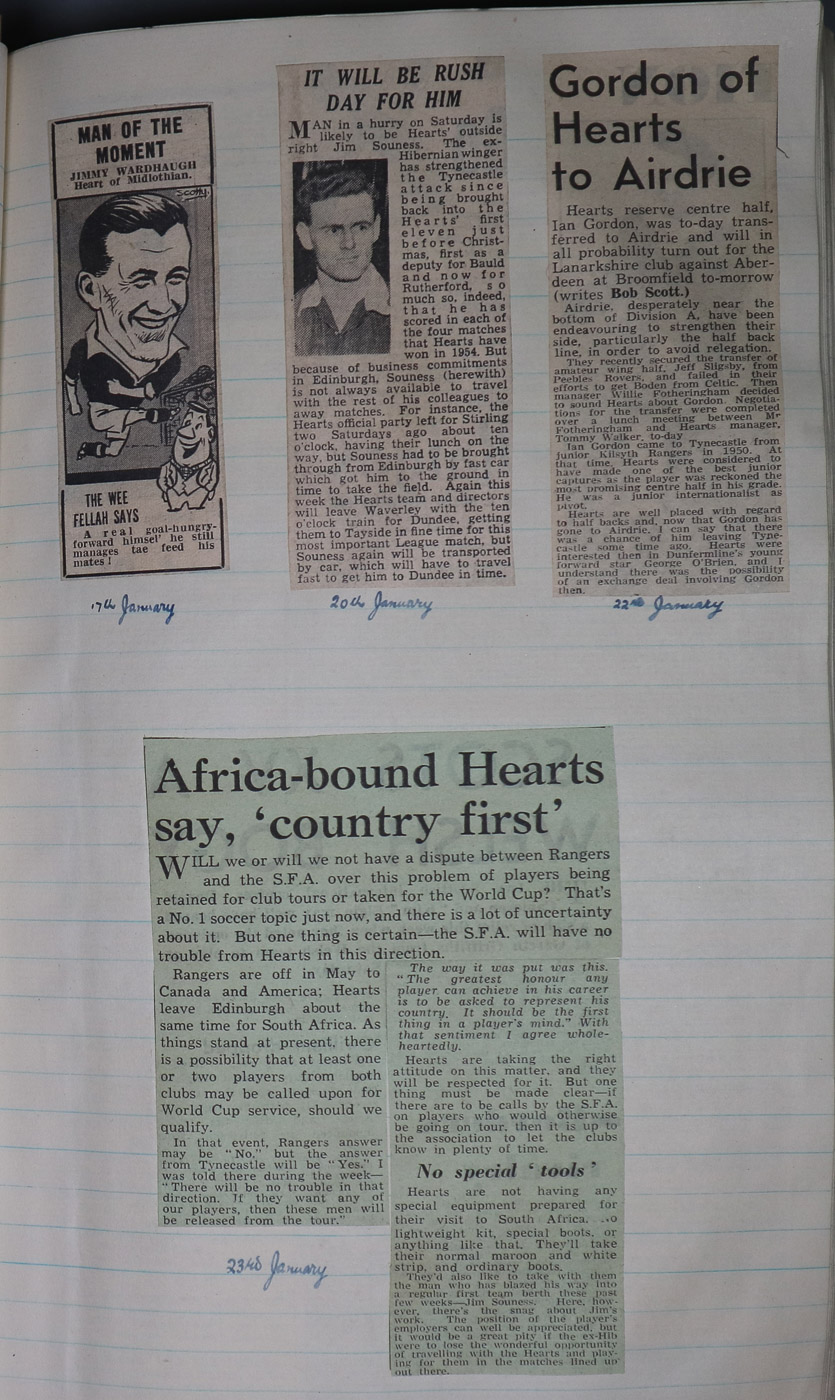 MAN OF THE
MOMENT
JIMMY WARDHAUGH
Heart of Midlothian.
Scotty.
THE WEE
FELLAH SAYS
A real goal-hungry-
forward himsel' he still
manages tae feed his
mates !
17th January
IT WILL BE RUSH
DAY FOR HIM
MAN in a hurry on Saturday is
likely to be Hearts' outside
right Jim Souness. The ex-
Hibernian winger
has strengthened
the Tynecastle
attack since
being brought
back into the
Hearts' first
eleven just
before Christ-
mas, first as a
deputy for Bauld
and now for
Rutherford, so
much so, indeed,
that he has
scored in each of
the four matches
that Hearts have
won in 1954. But
because of business commitments
in Edinburgh, Souness (herewith)
is not always available to travel
with the rest of his colleagues to
away matches. For instance, the
Hearts official party left for Stirling
two Saturdays ago about ten
o'clock, having their lunch on the
way, but Souness had to be brought
through from Edinburgh by fast car
which got him to the ground in
time to take the field. Again this
week the Hearts team and directors
will leave Waverley with the ten
o'clock train for Dundee, getting
them to Tayside in fine time for this
most important League match, but
Souness again will be transported
by car, which will have to travel
fast to get him to Dundee in time.
20th January
Gordon of
Hearts
to Airdrie
Hearts reserve centre half,
Ian Gordon, was to-day trans-
ferred to Airdrie and will in
all probability turn out for the
Lanarkshire club against Aber-
deen at Broomfield to-morrow
(writes Bob Scott.)
Airdrie, desperately near the
bottom of Division A, have been
endeavouring to strengthen their
side, particularly the half back
line, in order to avoid relegation.
They recently secured the transfer of
amateur wing half, Jeff Sligsby, from
Peebles Rovers, and failed in their
efforts to get Boden from Celtic. Then
manager Willie Fotheringham decided
to sound Hearts about Gordon. Negotia-
tions for the transfer were completed
over a lunch meeting between Mr
Fotheringham and Hearts manager,
Tommy Walker, to-day
Ian Gordon came to Tynecastle from
junior Kilsyth Rangers in 1950. At
that time, Hearts were considered to
have made one of the best junior
captures as the player was reckoned the
most promising centre half in his grade.
He was a junior internationalist as
pivot.
Hearts are well placed with regard
to half backs and, now that Gordon has
gone to Airdrie, I can say that there
was a chance of him leaving Tyne-
castle some time ago. Hearts were
interested then in Dunfermline's young
forward star George O'Brien, and I
understand there was the possibility
of an exchange deal involving Gordon
then.
22nd January
Africa-bound Hearts
say, 'country first'
WILL we or will we not have a dispute between Rangers
and the S.F.A. over this problem of players being
retained for club tours or taken for the World Cup? That's
a No. 1 soccer topic just now, and there is a lot of uncertainty
about it. But one thing is certain—the S.F.A. will have no
trouble from Hearts in this direction.
Rangers are off in May to
Canada and America; Hearts
leave Edinburgh about the
same time for South Africa. As
things stand at present, there
is a possibility that at least one
or two players from both
clubs may be called upon for
World Cup service, should we
qualify.
In that event, Rangers answer
may be "No," but the answer
from Tynecastle will be "Yes." I
was told there during the week—
"There will be no trouble in that
direction. If they want any of
our players, then these men will
be released from the tour."
23rd January
The way it was put was this.
"The greatest honour any
player can achieve in his career
is to be asked to represent his
country. It should be the first
thing in a player's mind." With
that sentiment I agree whole-
heartedly.
Hearts are taking the right
attitude on this matter, and they
will be respected for it. But one
thing must be made clear—if
there are to be calls by the S.F.A.
on players who would otherwise
be going on tour, then it is up to
the association to let the clubs
know in plenty of time.
No special 'tools'
Hearts are not having any
special equipment prepared for
their visit to South Africa.
lightweight kit, special boots, or
anything like that. They'll take
their normal maroon and white
strip, and ordinary boots.
They'd also like to take with them
the man who has blazed his way into
a regular first team berth these past
few weeks—Jim Souness. Here, how-
ever, there's the snag about Jim's
work. The position of the player's
employers can well be appreciated, but
it would be a great pity if the ex-Hib
were to lose the wonderful opportunity
of travelling with the Hearts and play-
ing for them in the matches lined up
out there.